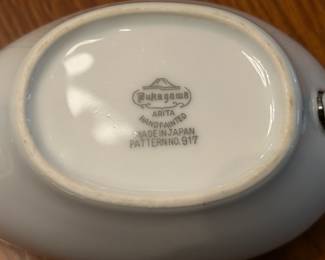 Fukagawa
ARITA
HANDPAINTED
MADE IN JAPAN
PATTERN NO. 917